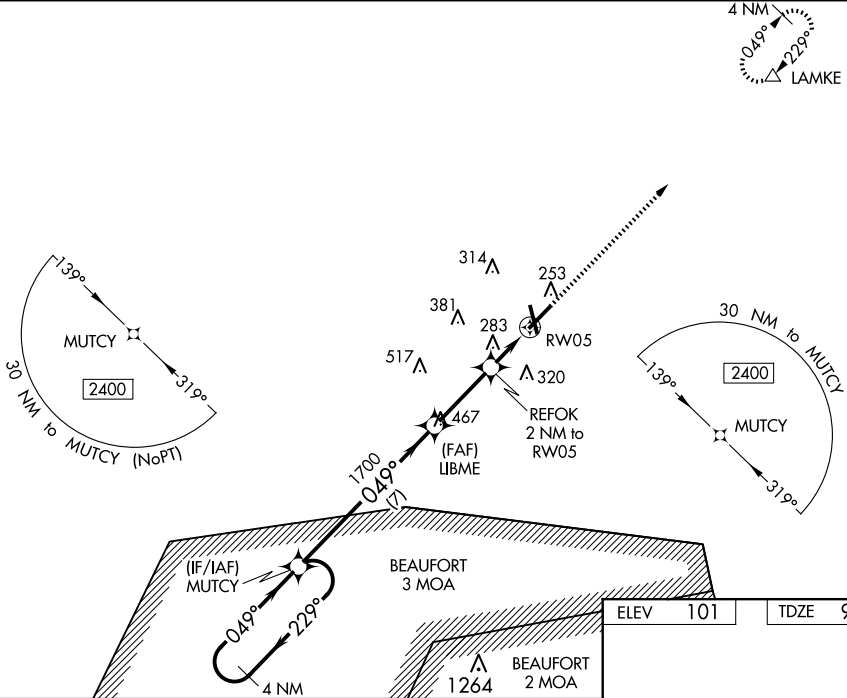 4 NM
049°
229°
LAMKE
314
253
139°
MUTCY
319°
2400
30 NM to MUTCY (NoPT)
381
283
RW05
517
320
REFOK
2 NM to
RW05
467
(FAF)
LIBME
30 NM to MUTCY
2400
139°
MUTCY
319°
1700
049°
(7)
(IF/IAF)
MUTCY
BEAUFORT
3 MOA
049°
229°
4 NM
1264
BEAUFORT
2 MOA
ELEV 101
TDZE 9